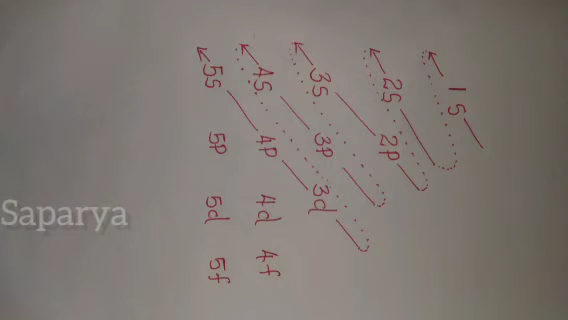 1s
2s 2p
3s 3p 3d
4s 4p 4d 4f
5s 5p 5d 5f
Saparya